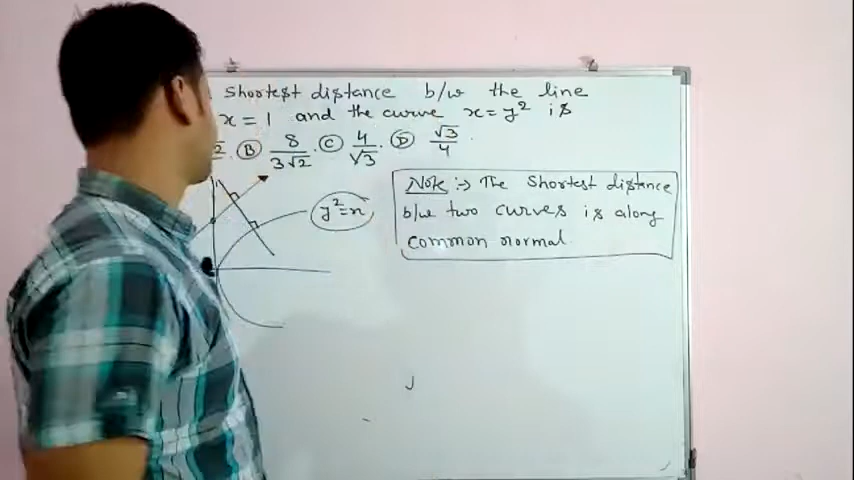 Shortest distance b/w the line
x = 1 and the curve x = y² is
2. Ⓑ 8/3√2 . Ⓒ 4/√3 . Ⓓ √3/4 .
y² = x
Note :→ The Shortest distance
b/w two curves is along
common normal.